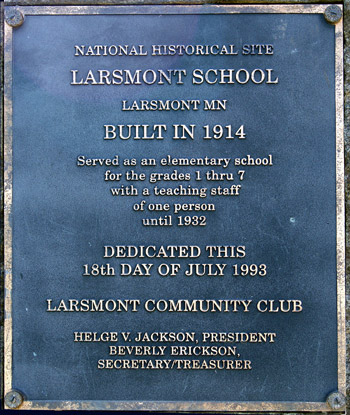 NATIONAL HISTORICAL SITE
LARSMONT SCHOOL
LARSMONT MN
BUILT IN 1914
Served as an elementary school
for the grades 1 thru 7
with a teaching staff
of one person
until 1932
DEDICATED THIS
18th DAY OF JULY 1993
LARSMONT COMMUNITY CLUB
HELGE V. JACKSON, PRESIDENT
BEVERLY ERICKSON,
SECRETARY/TREASURER